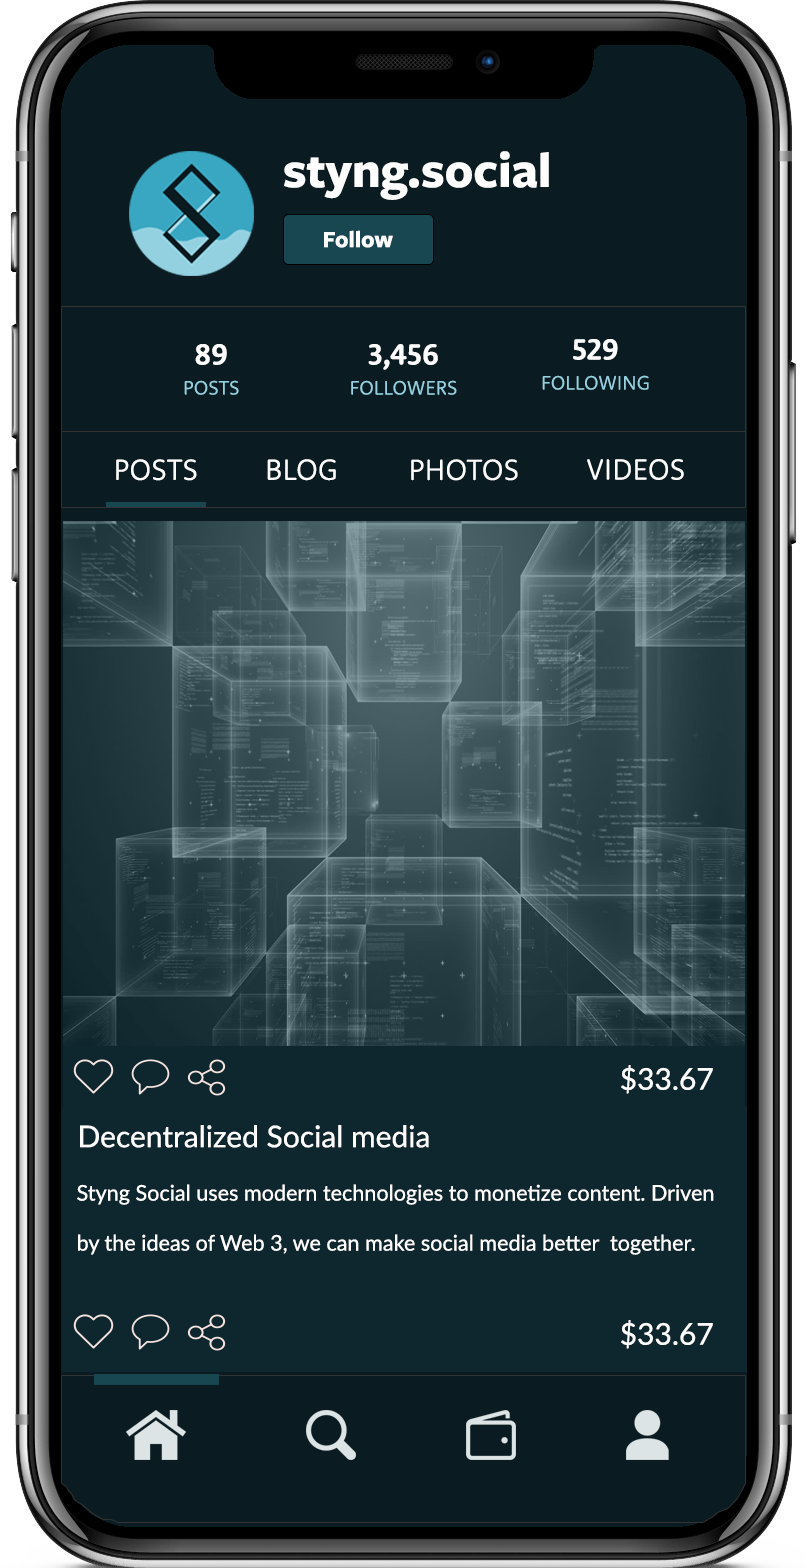 styng.social
Follow
89
3,456
529
POSTS
FOLLOWERS
FOLLOWING
POSTS
BLOG
PHOTOS
VIDEOS
$33.67
Decentralized Social media
Styng Social uses modern technologies to monetize content. Driven
by the ideas of Web 3, we can make social media better  together.
$33.67